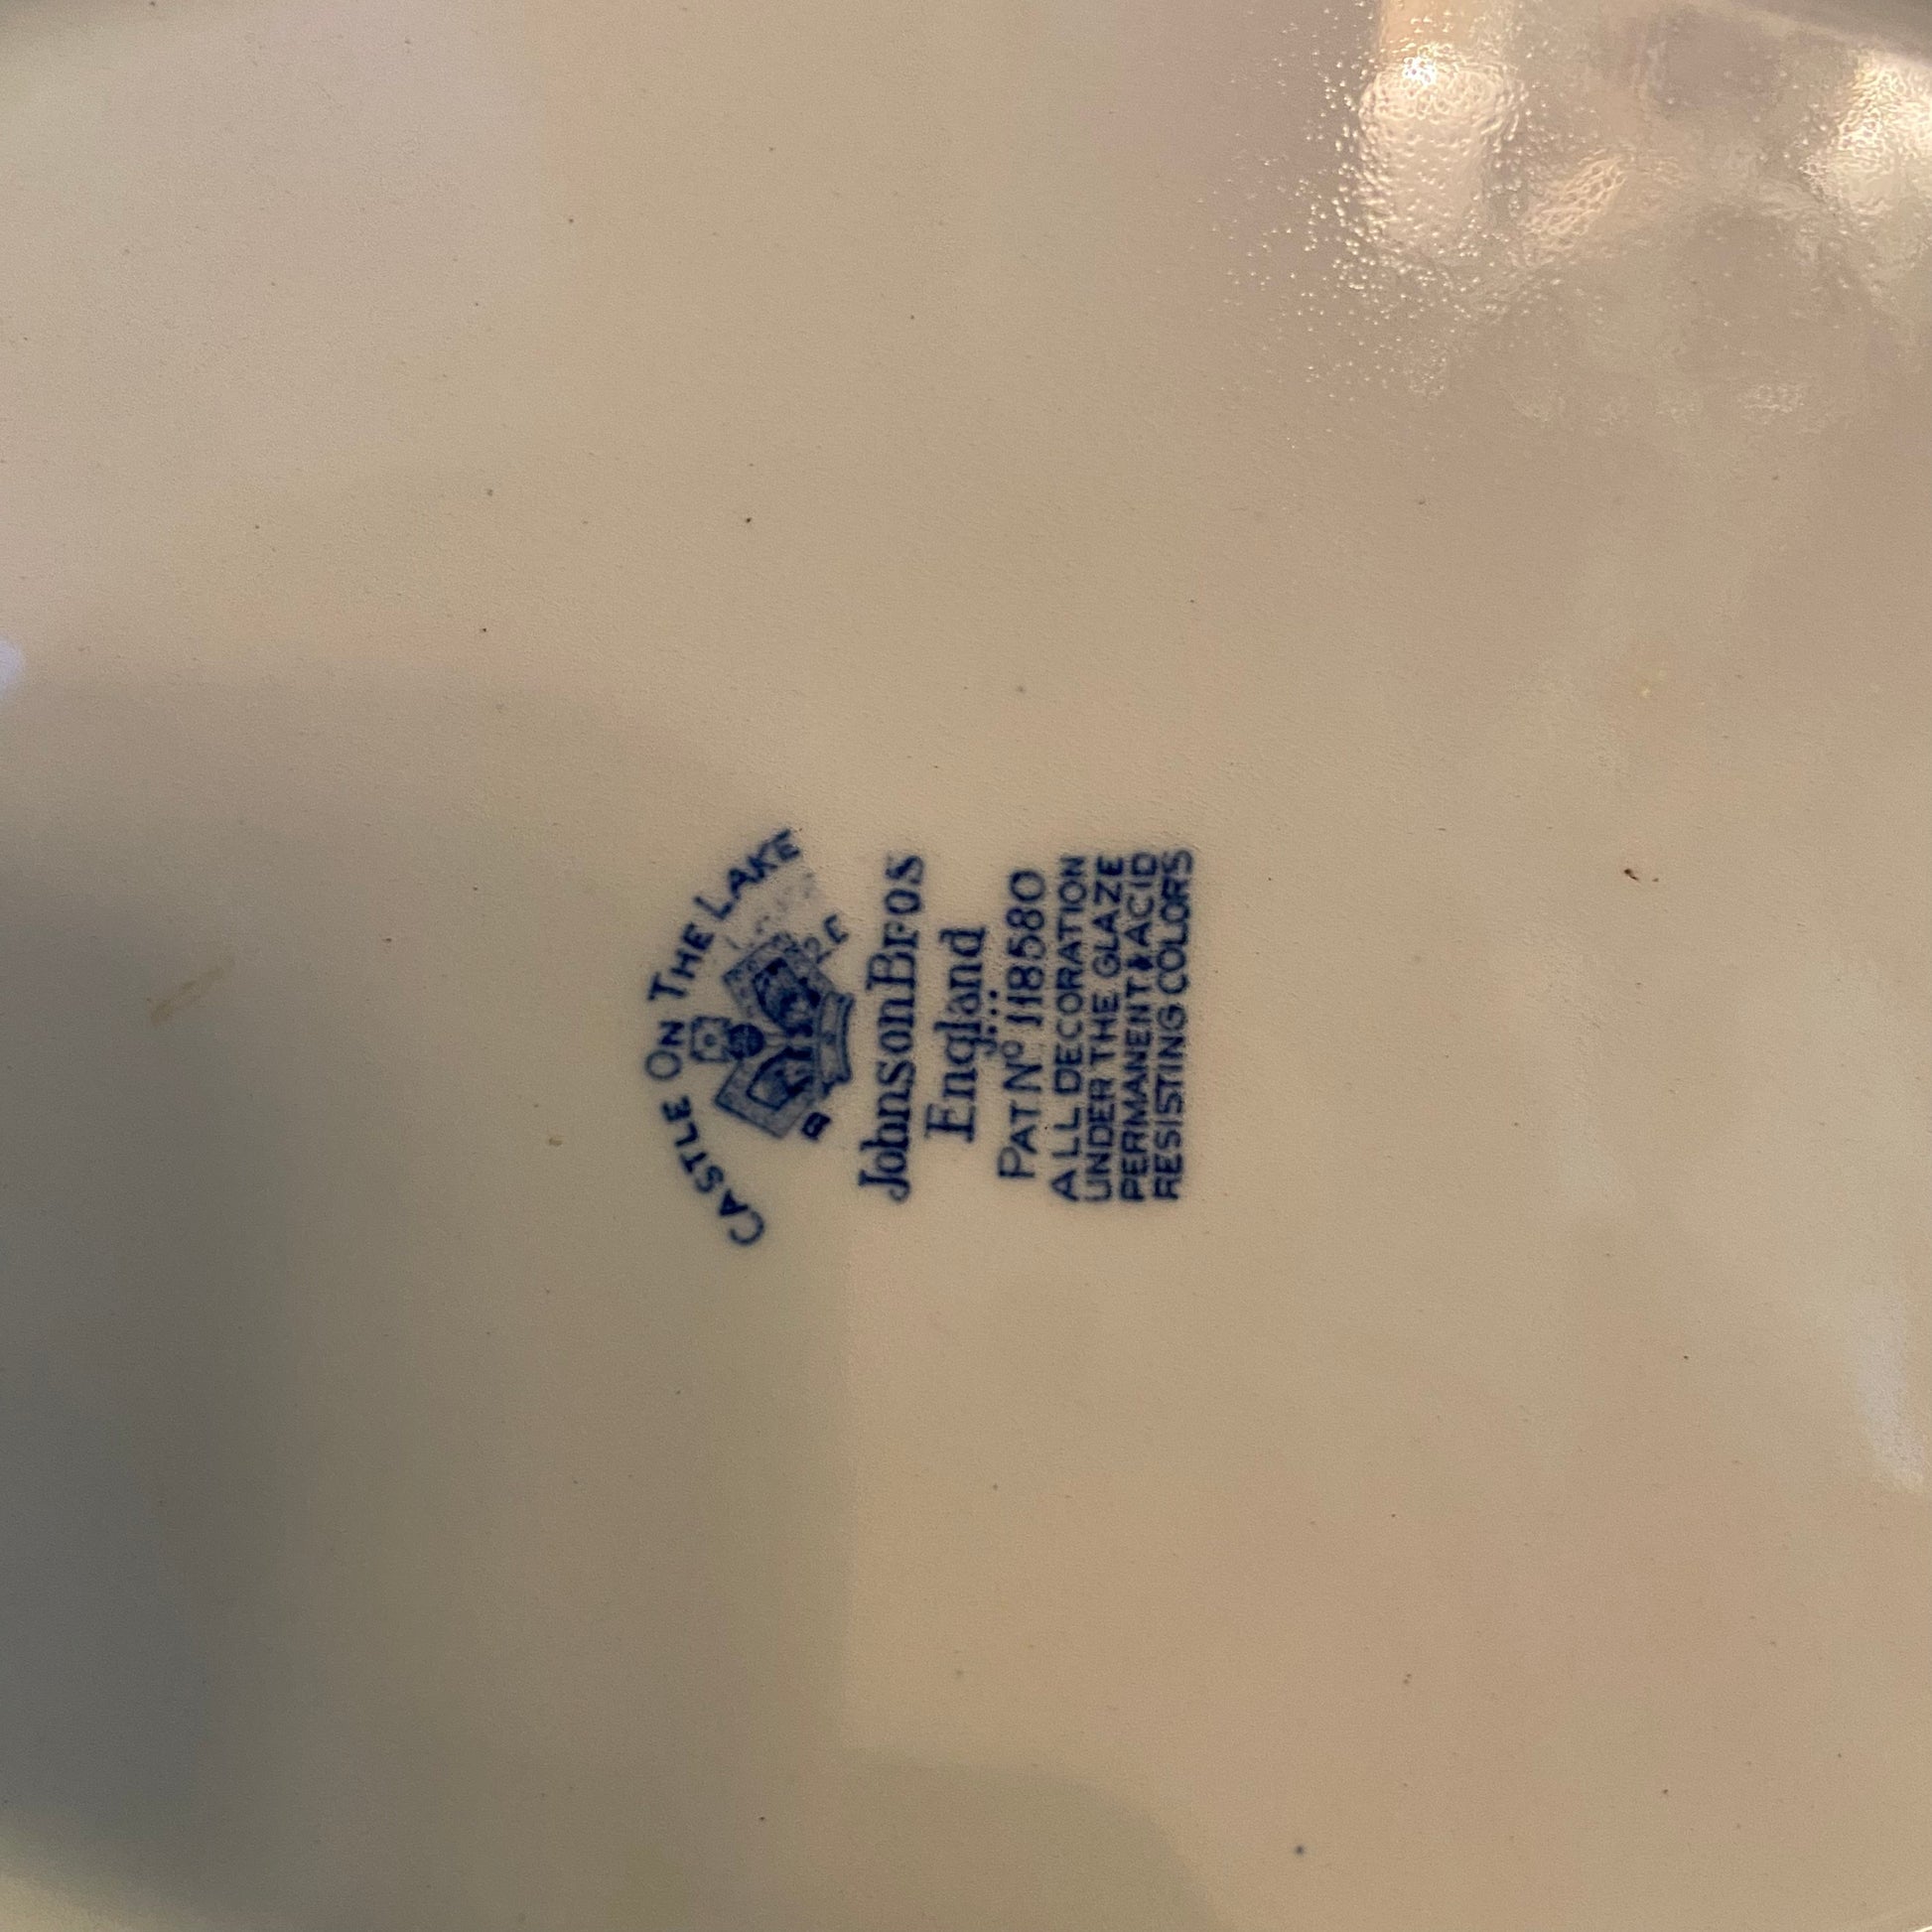 CASTLE ON THE LAKE
Johnson Bros
England
PAT. Nº 118580
ALL DECORATION
UNDER THE GLAZE
PERMANENT & ACID
RESISTING COLORS